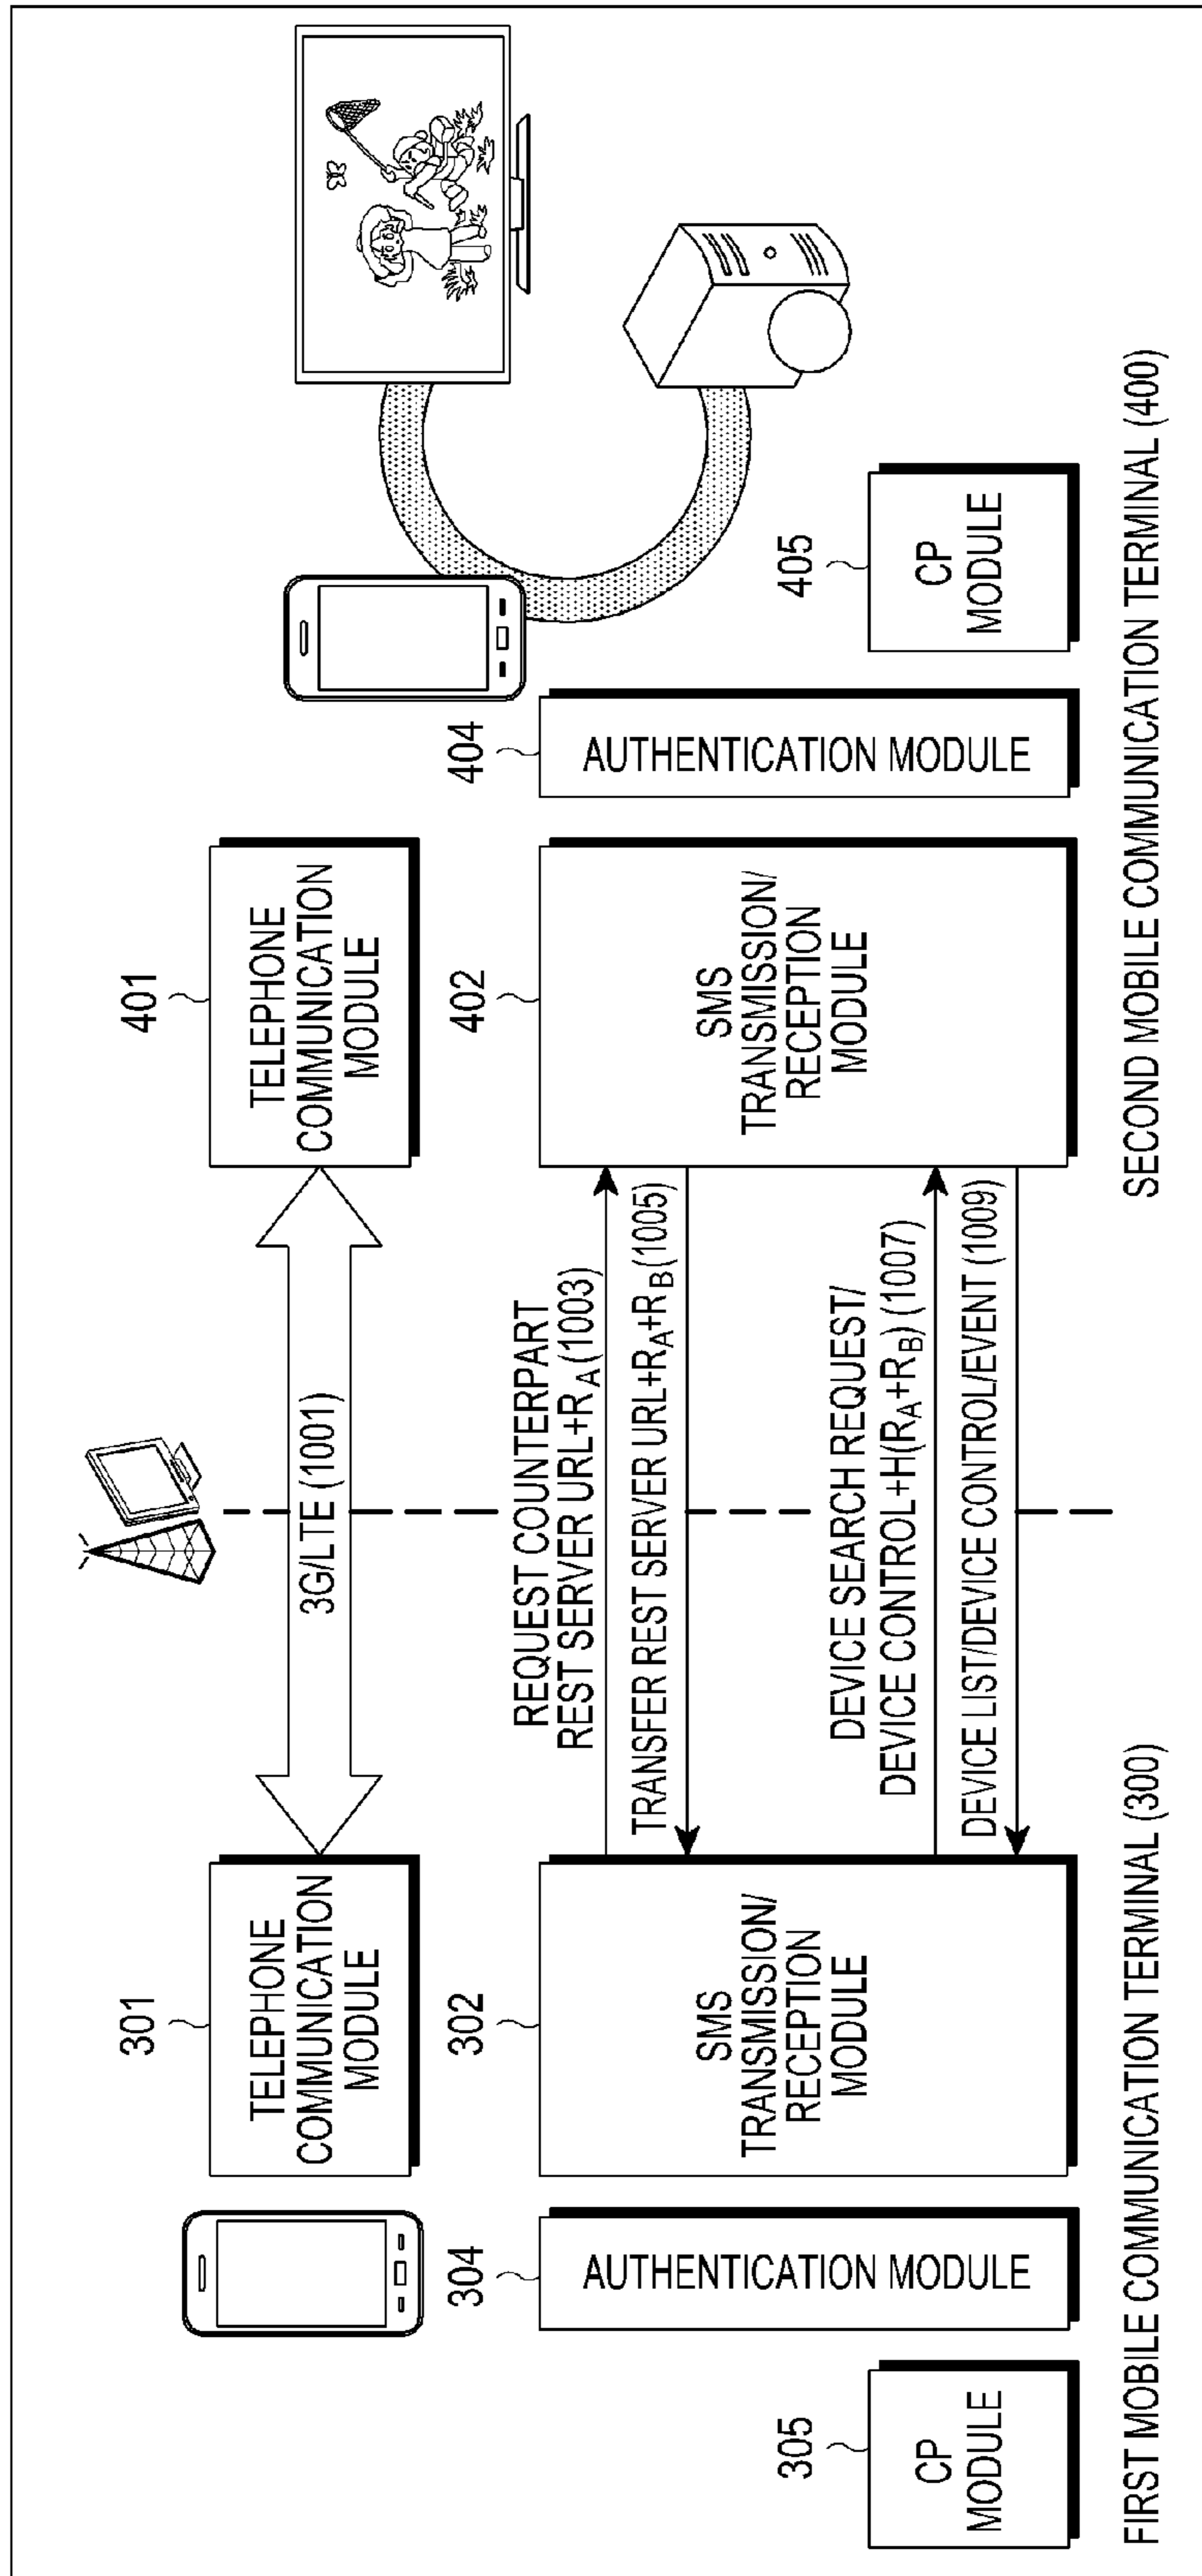 301
TELEPHONE
COMMUNICATION
MODULE
3G/LTE (1001)
401
TELEPHONE
COMMUNICATION
MODULE
304
AUTHENTICATION MODULE
302
SMS
TRANSMISSION/
RECEPTION
MODULE
REQUEST COUNTERPART
REST SERVER URL+RA (1003)
TRANSFER REST SERVER URL+RA+RB (1005)
DEVICE SEARCH REQUEST/
DEVICE CONTROL+H(RA+RB) (1007)
DEVICE LIST/DEVICE CONTROL/EVENT (1009)
402
SMS
TRANSMISSION/
RECEPTION
MODULE
404
AUTHENTICATION MODULE
305
CP
MODULE
405
CP
MODULE
FIRST MOBILE COMMUNICATION TERMINAL (300)
SECOND MOBILE COMMUNICATION TERMINAL (400)